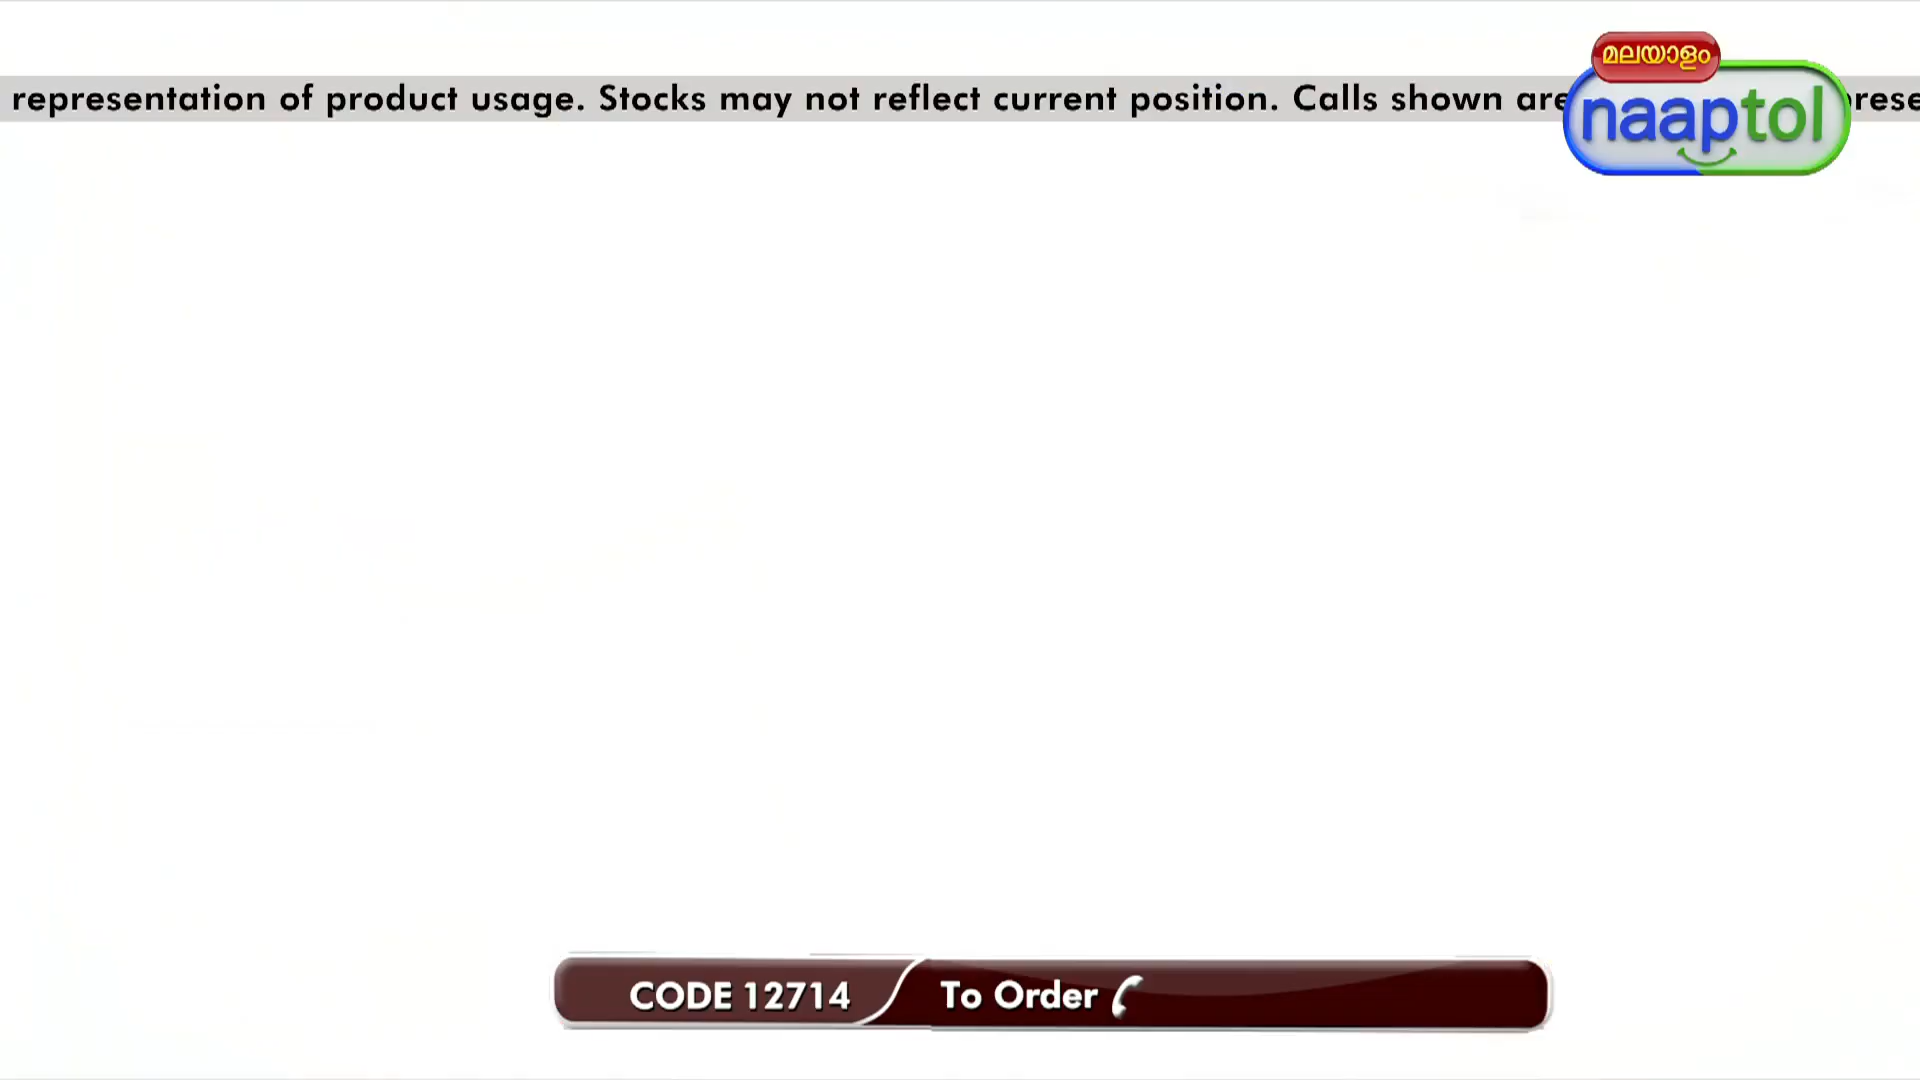 മലയാളം
representation of product usage. Stocks may not reflect current position. Calls shown are
naaptol
CODE 12714 To Order